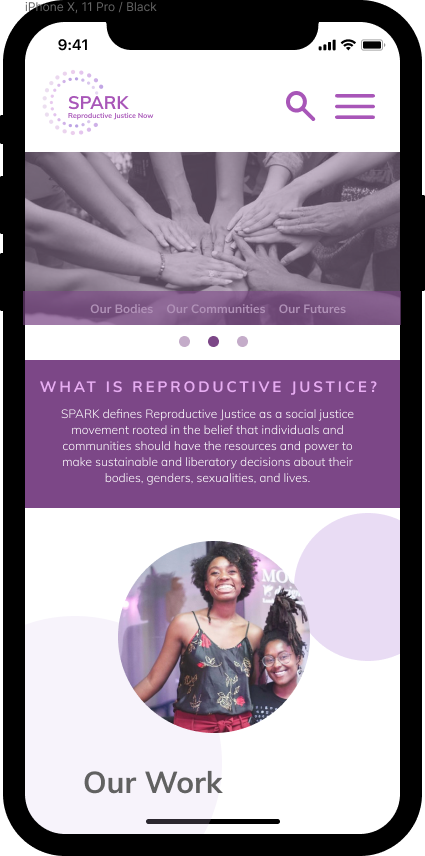 iPhone X, 11 Pro / Black
9:41
SPARK
Reproductive Justice Now
Our Bodies Our Communities Our Futures
WHAT IS REPRODUCTIVE JUSTICE?
SPARK defines Reproductive Justice as a social justice
movement rooted in the belief that individuals and
communities should have the resources and power to
make sustainable and liberatory decisions about their
bodies, genders, sexualities, and lives.
Our Work